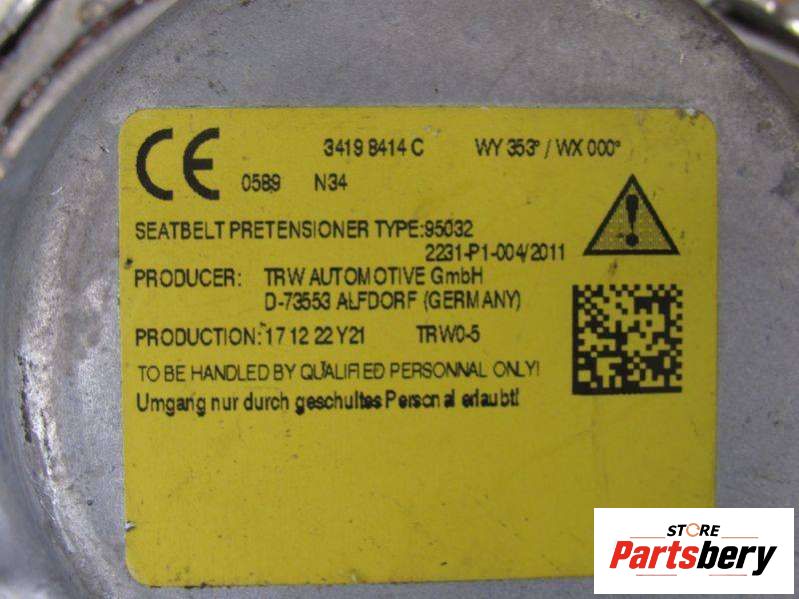 CE 3419 8414 C WY 353° / WX 000°
0589 N34
SEATBELT PRETENSIONER TYPE:95032
2231-P1-004/2011
PRODUCER: TRW AUTOMOTIVE GmbH
D-73553 ALFDORF (GERMANY)
PRODUCTION:17 12 22 Y21 TRW0-5
TO BE HANDLED BY QUALIFIED PERSONNAL ONLY!
Umgang nur durch geschultes Personal erlaubt!
STORE
Partsbery